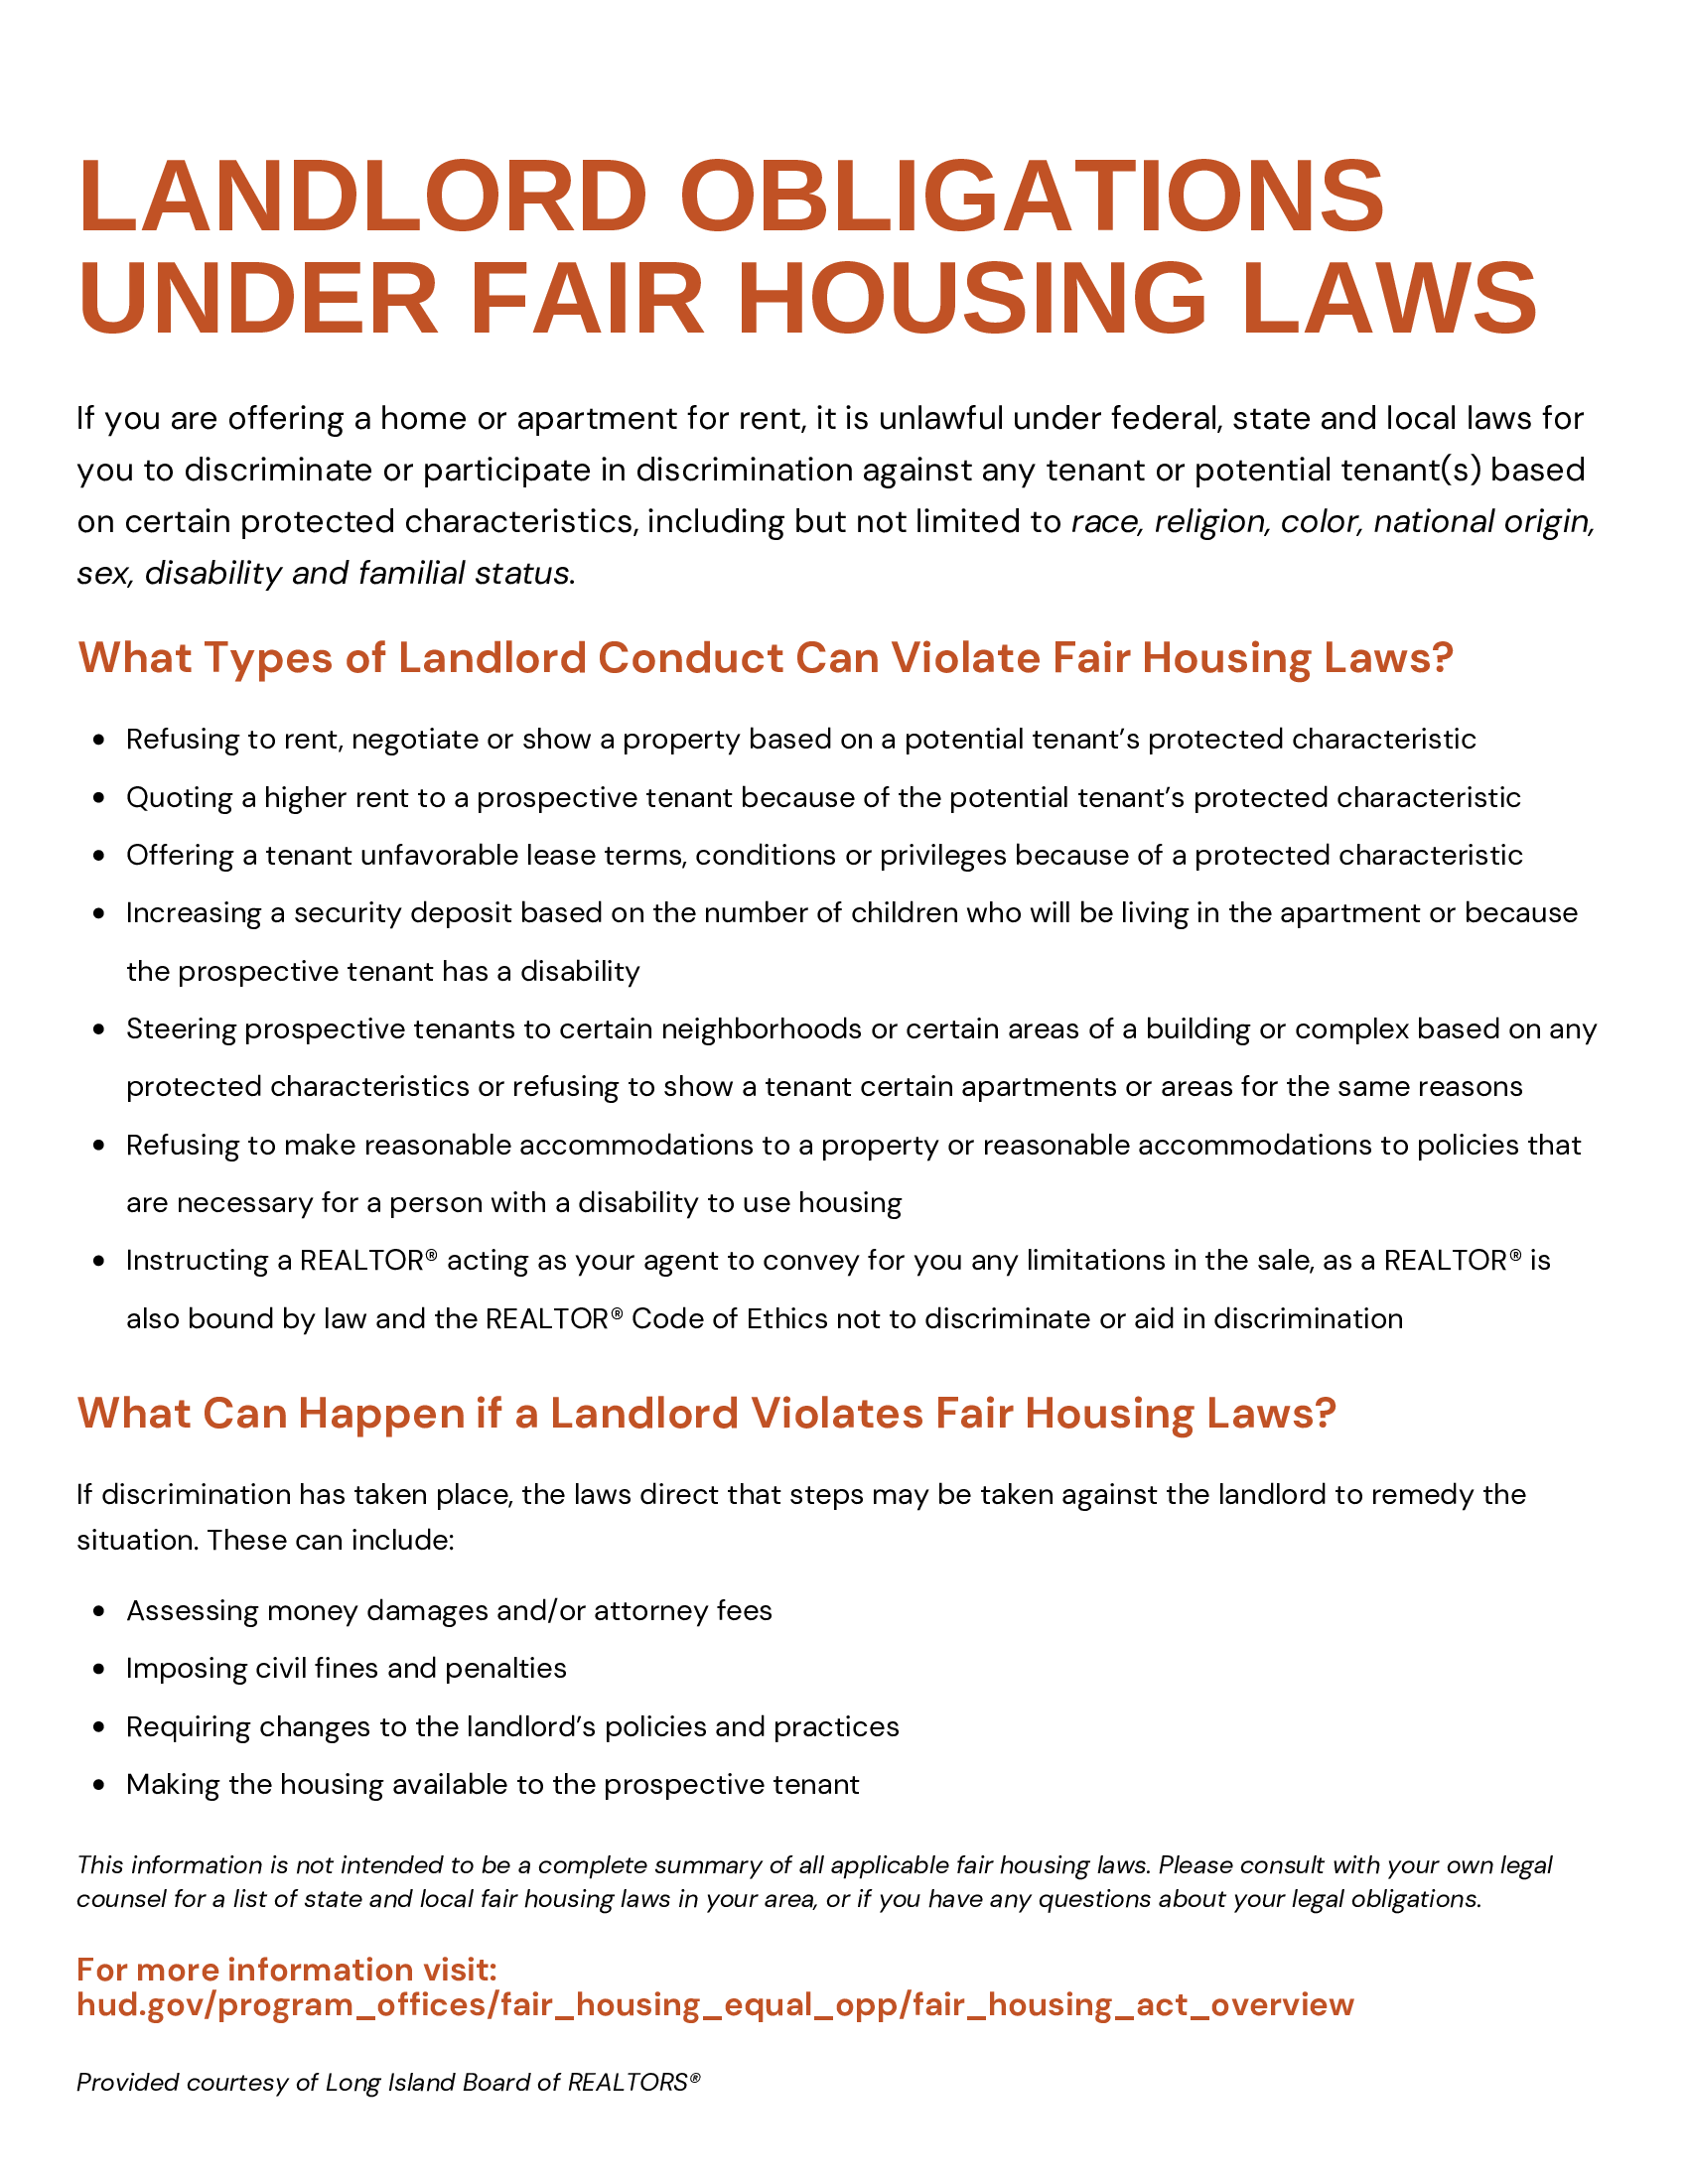 LANDLORD OBLIGATIONS
UNDER FAIR HOUSING LAWS
If you are offering a home or apartment for rent, it is unlawful under federal, state and local laws for
you to discriminate or participate in discrimination against any tenant or potential tenant(s) based
on certain protected characteristics, including but not limited to race, religion, color, national origin,
sex, disability and familial status.
What Types of Landlord Conduct Can Violate Fair Housing Laws?
• Refusing to rent, negotiate or show a property based on a potential tenant’s protected characteristic
• Quoting a higher rent to a prospective tenant because of the potential tenant’s protected characteristic
• Offering a tenant unfavorable lease terms, conditions or privileges because of a protected characteristic
• Increasing a security deposit based on the number of children who will be living in the apartment or because
the prospective tenant has a disability
• Steering prospective tenants to certain neighborhoods or certain areas of a building or complex based on any
protected characteristics or refusing to show a tenant certain apartments or areas for the same reasons
• Refusing to make reasonable accommodations to a property or reasonable accommodations to policies that
are necessary for a person with a disability to use housing
• Instructing a REALTOR® acting as your agent to convey for you any limitations in the sale, as a REALTOR® is
also bound by law and the REALTOR® Code of Ethics not to discriminate or aid in discrimination
What Can Happen if a Landlord Violates Fair Housing Laws?
If discrimination has taken place, the laws direct that steps may be taken against the landlord to remedy the
situation. These can include:
• Assessing money damages and/or attorney fees
• Imposing civil fines and penalties
• Requiring changes to the landlord’s policies and practices
• Making the housing available to the prospective tenant
This information is not intended to be a complete summary of all applicable fair housing laws. Please consult with your own legal
counsel for a list of state and local fair housing laws in your area, or if you have any questions about your legal obligations.
For more information visit:
hud.gov/program_offices/fair_housing_equal_opp/fair_housing_act_overview
Provided courtesy of Long Island Board of REALTORS®